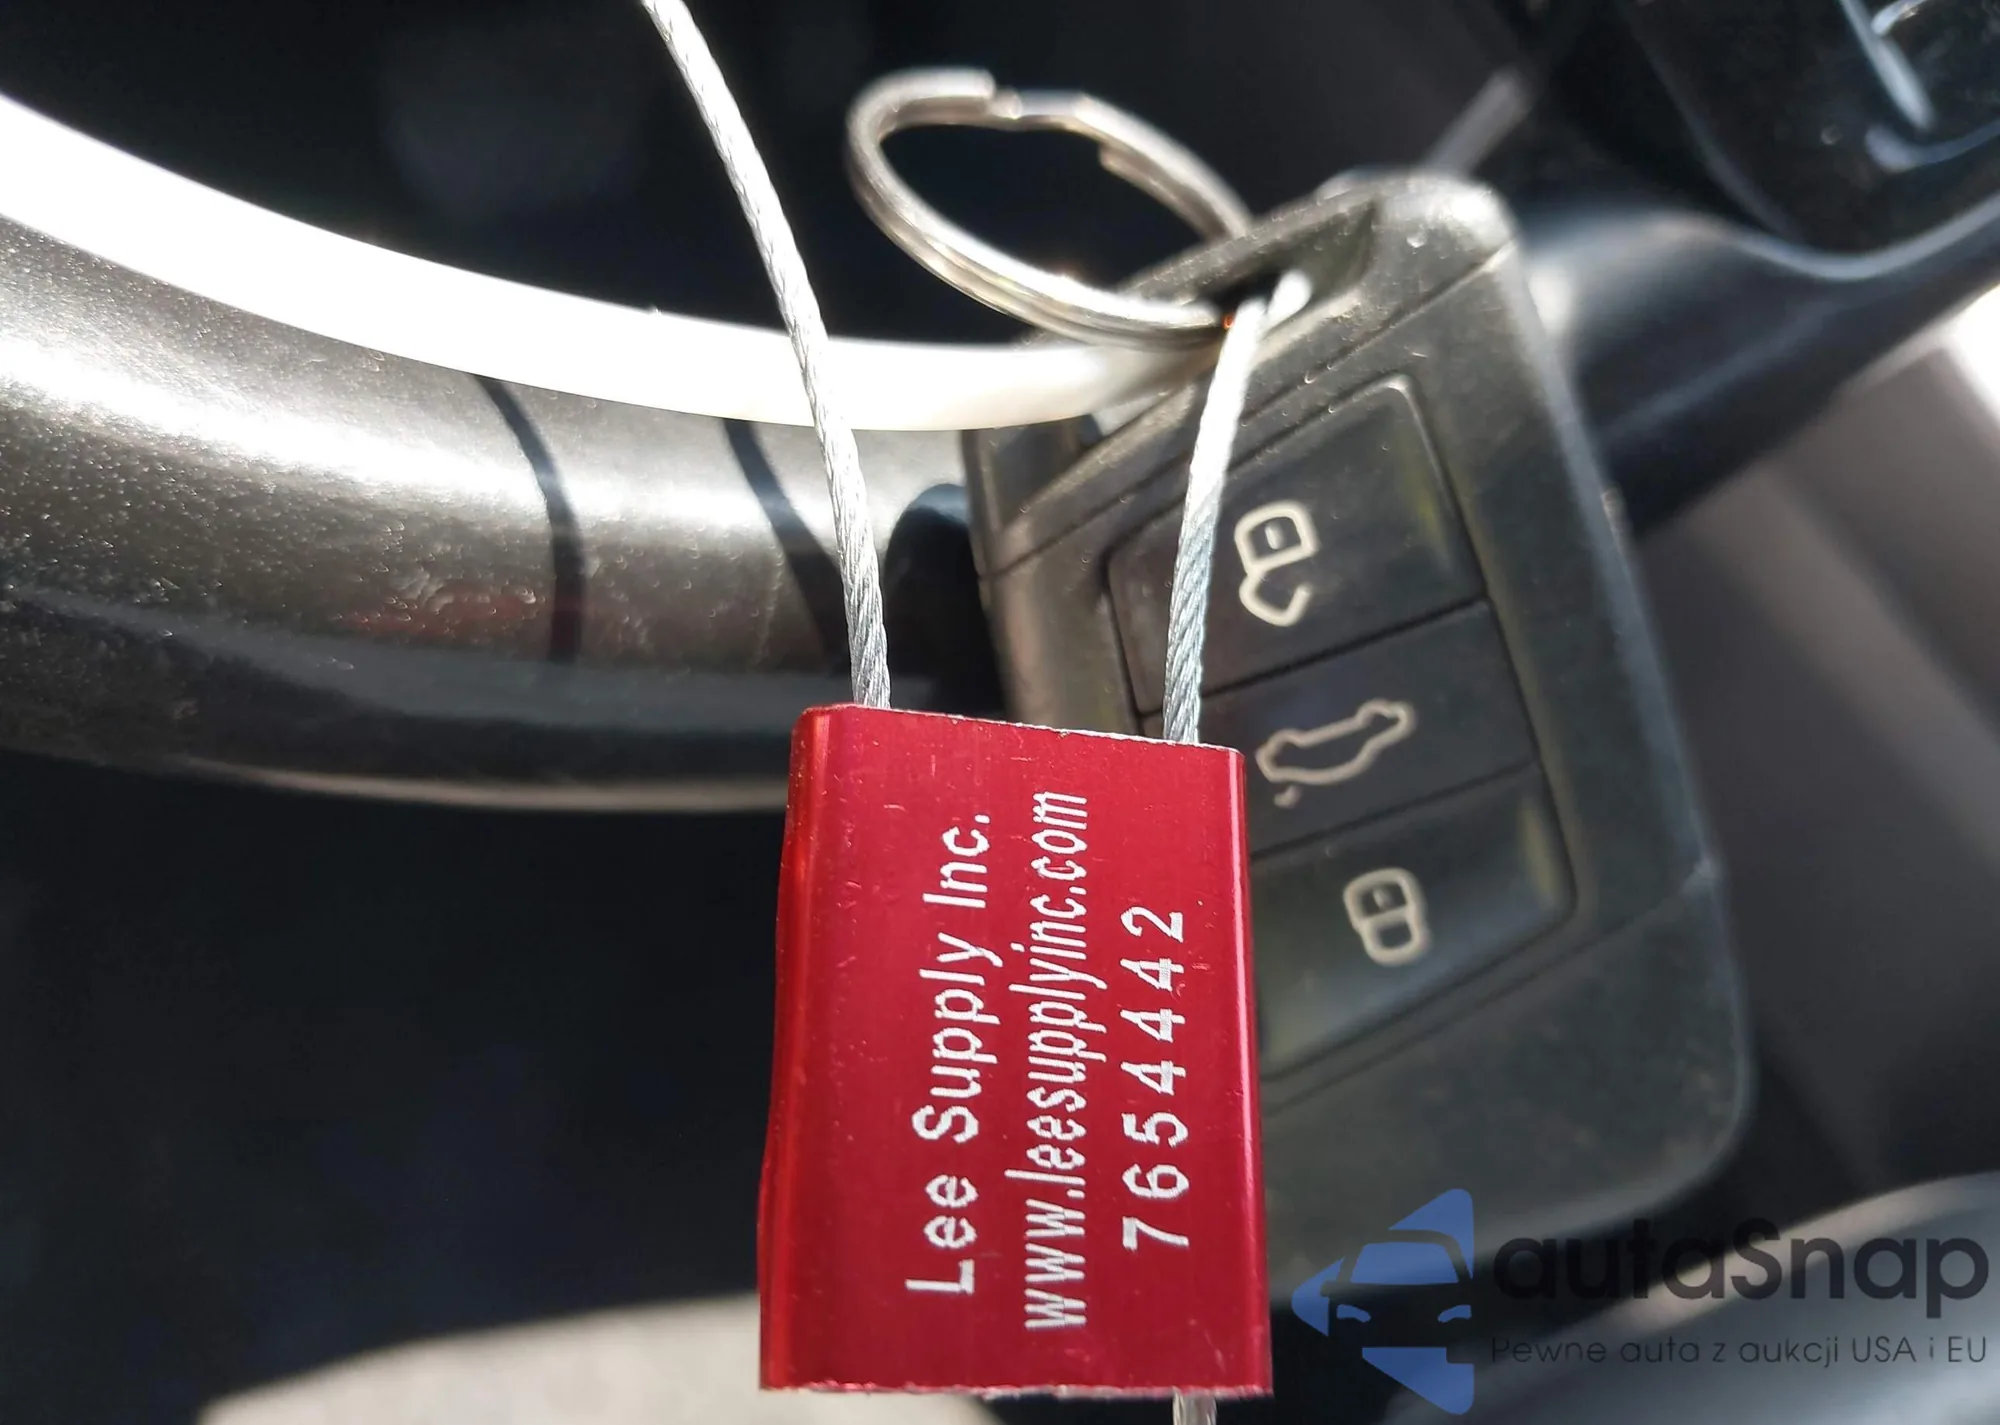 Lee Supply Inc.
www.leesupplyinc.com
7654442
autaSnap
Pewne auta z aukcji USA i EU